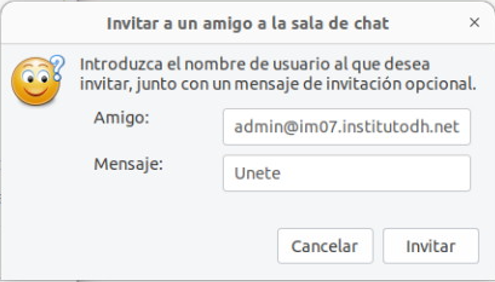 Invitar a un amigo a la sala de chat
Introduzca el nombre de usuario al que desea
invitar, junto con un mensaje de invitación opcional.
Amigo: admin@im07.institutodh.net
Mensaje: Unete
Cancelar Invitar